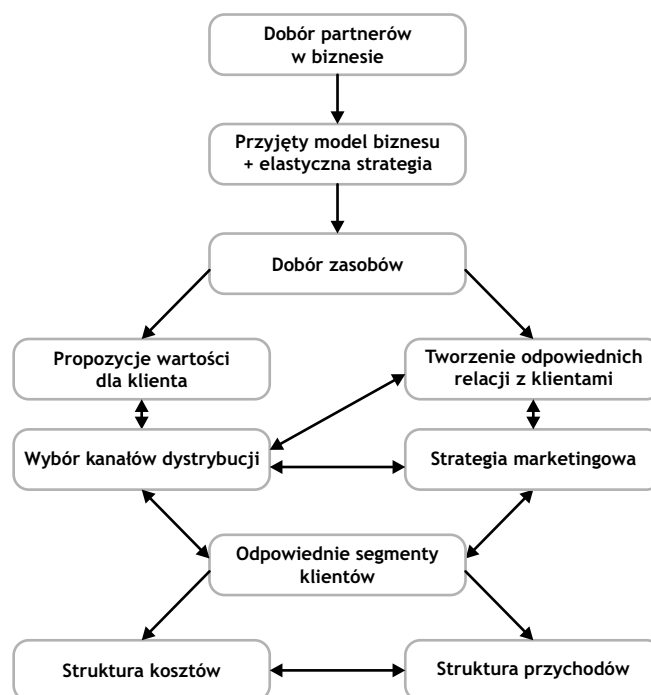 Dobór partnerów
w biznesie
Przyjęty model biznesu
+ elastyczna strategia
Dobór zasobów
Propozycje wartości
dla klienta
Tworzenie odpowiednich
relacji z klientami
Wybór kanałów dystrybucji
Strategia marketingowa
Odpowiednie segmenty
klientów
Struktura kosztów
Struktura przychodów